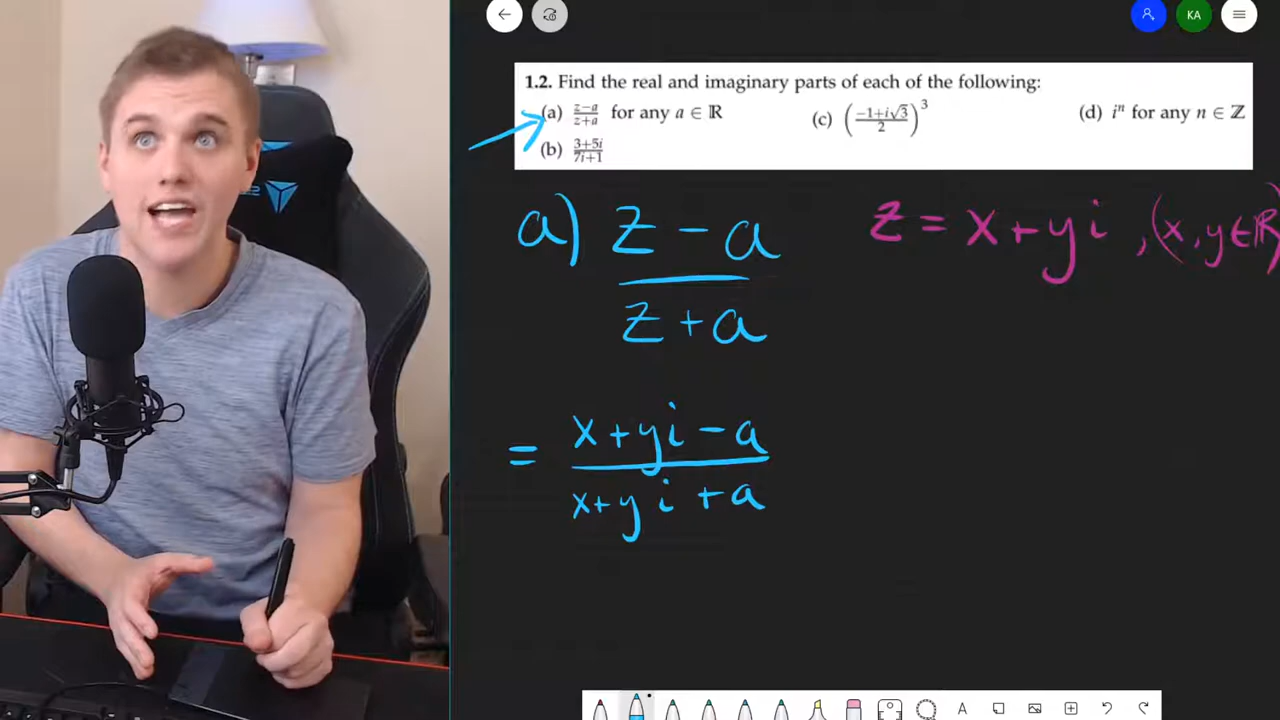 KA
1.2. Find the real and imaginary parts of each of the following:
(a) z−a/z+a for any a ∈ ℝ
(c) (−1+i√3/2)^3
(d) i^n for any n ∈ ℤ
(b) 3+5i/7i+1
a) z − a
z + a
z = x + yi , (x, y ∈ ℝ)
= x + yi − a
x + yi + a
A